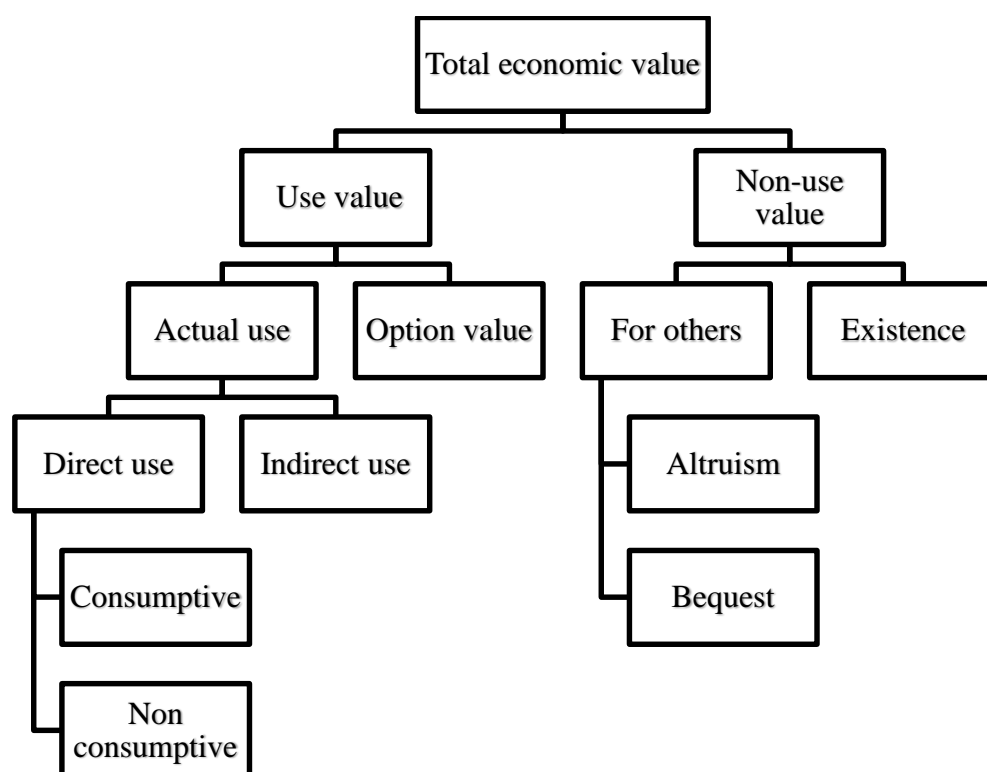 Total economic value
Use value
Non-use
value
Actual use
Option value
For others
Existence
Direct use
Indirect use
Altruism
Consumptive
Bequest
Non
consumptive